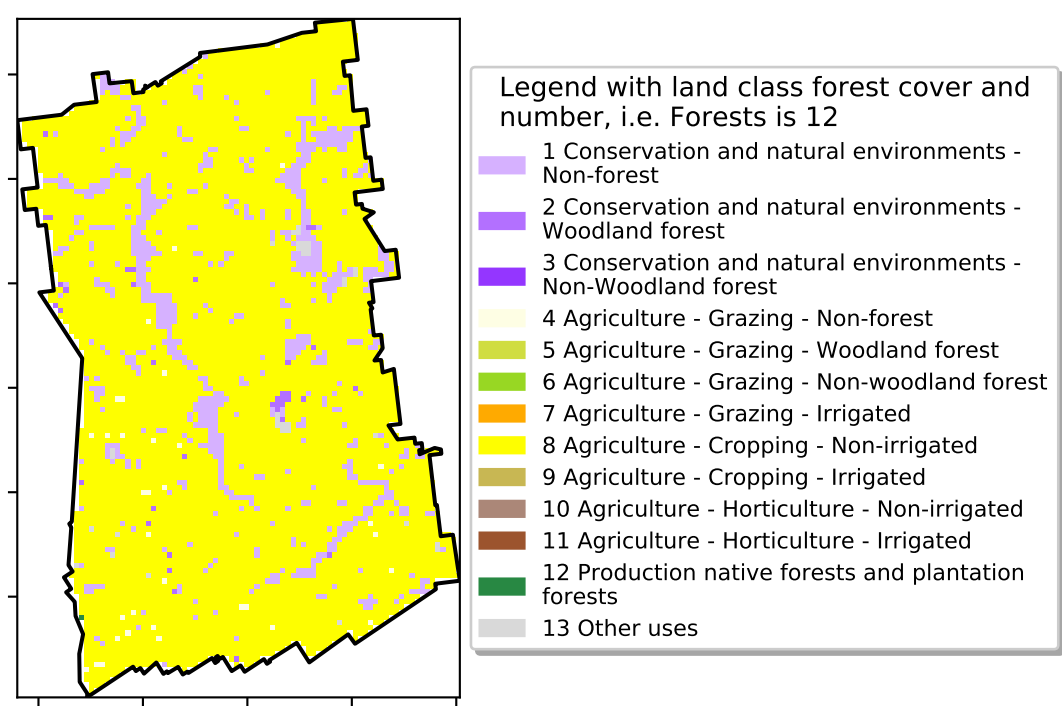 Legend with land class forest cover and
number, i.e. Forests is 12
1 Conservation and natural environments -
Non-forest
2 Conservation and natural environments -
Woodland forest
3 Conservation and natural environments -
Non-Woodland forest
4 Agriculture - Grazing - Non-forest
5 Agriculture - Grazing - Woodland forest
6 Agriculture - Grazing - Non-woodland forest
7 Agriculture - Grazing - Irrigated
8 Agriculture - Cropping - Non-irrigated
9 Agriculture - Cropping - Irrigated
10 Agriculture - Horticulture - Non-irrigated
11 Agriculture - Horticulture - Irrigated
12 Production native forests and plantation
forests
13 Other uses